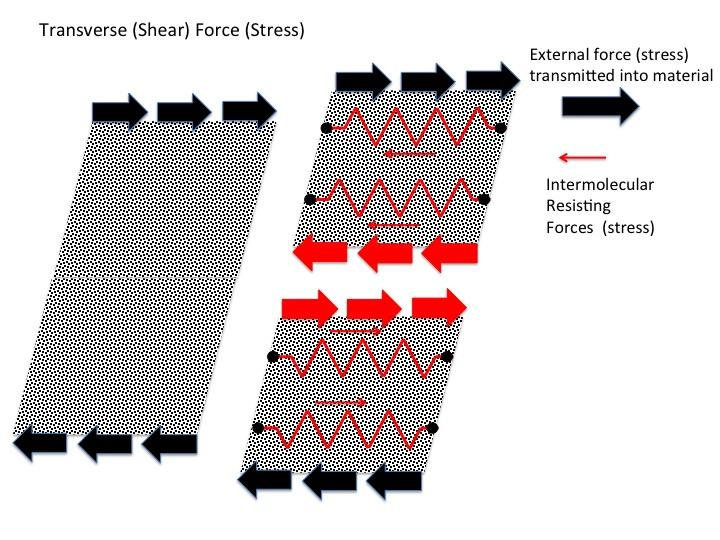 Transverse (Shear) Force (Stress)
External force (stress)
transmitted into material
Intermolecular
Resisting
Forces  (stress)